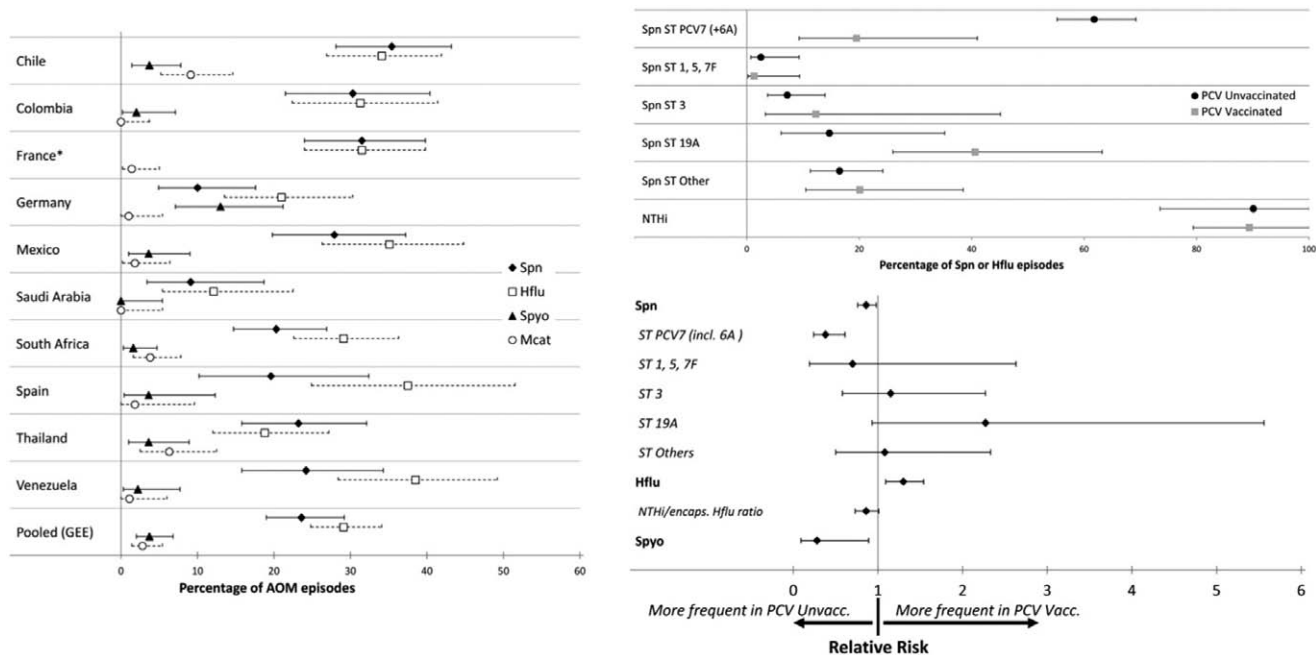 Chile
Colombia
France*
Germany
Mexico
Saudi Arabia
South Africa
Spain
Thailand
Venezuela
Pooled (GEE)
Spn
Hflu
Spyo
Mcat
0 10 20 30 40 50 60
Percentage of AOM episodes
Spn ST PCV7 (+6A)
Spn ST 1, 5, 7F
Spn ST 3
Spn ST 19A
Spn ST Other
NTHi
PCV Unvaccinated
PCV Vaccinated
0 20 40 60 80 100
Percentage of Spn or Hflu episodes
Spn
ST PCV7 (incl. 6A )
ST 1, 5, 7F
ST 3
ST 19A
ST Others
Hflu
NTHi/encaps. Hflu ratio
Spyo
0 1 2 3 4 5 6
More frequent in PCV Unvacc. More frequent in PCV Vacc.
Relative Risk